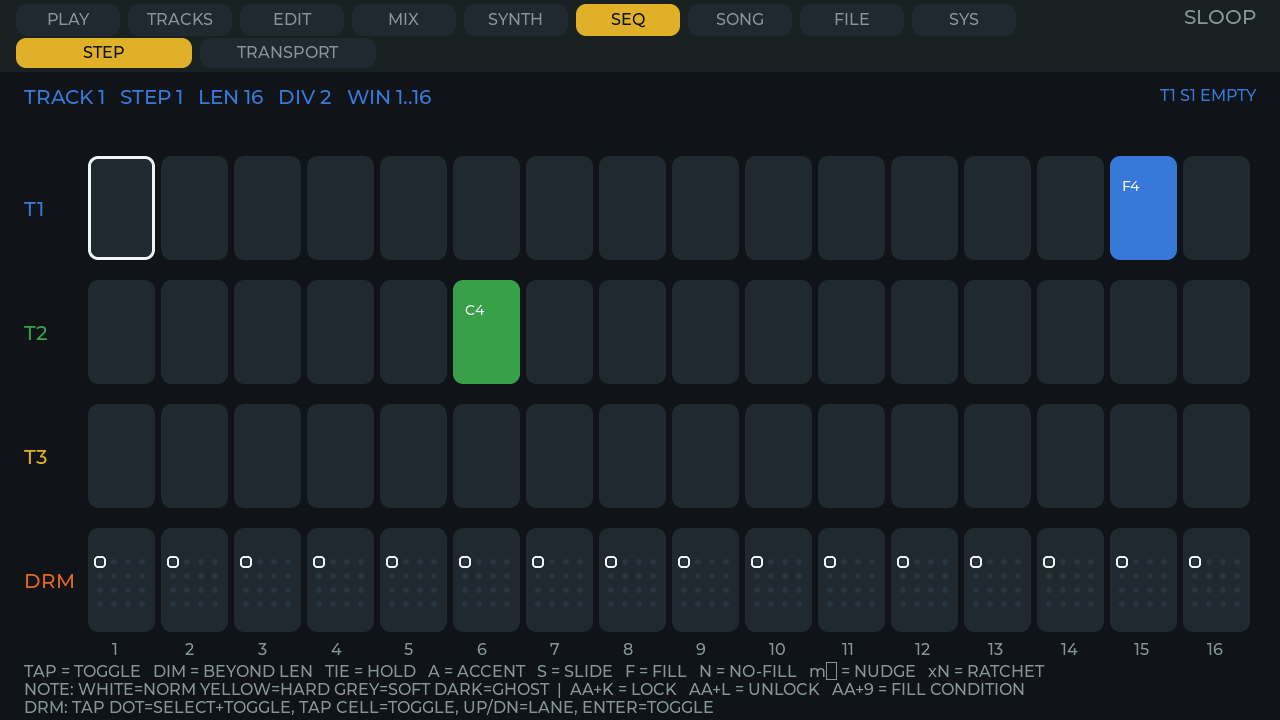 PLAY TRACKS EDIT MIX SYNTH SEQ SONG FILE SYS SLOOP
STEP TRANSPORT
TRACK 1 STEP 1 LEN 16 DIV 2 WIN 1..16 T1 S1 EMPTY
T1 F4
T2 C4
T3
DRM
1 2 3 4 5 6 7 8 9 10 11 12 13 14 15 16
TAP = TOGGLE DIM = BEYOND LEN TIE = HOLD A = ACCENT S = SLIDE F = FILL N = NO-FILL m□ = NUDGE xN = RATCHET
NOTE: WHITE=NORM YELLOW=HARD GREY=SOFT DARK=GHOST | AA+K = LOCK AA+L = UNLOCK AA+9 = FILL CONDITION
DRM: TAP DOT=SELECT+TOGGLE, TAP CELL=TOGGLE, UP/DN=LANE, ENTER=TOGGLE